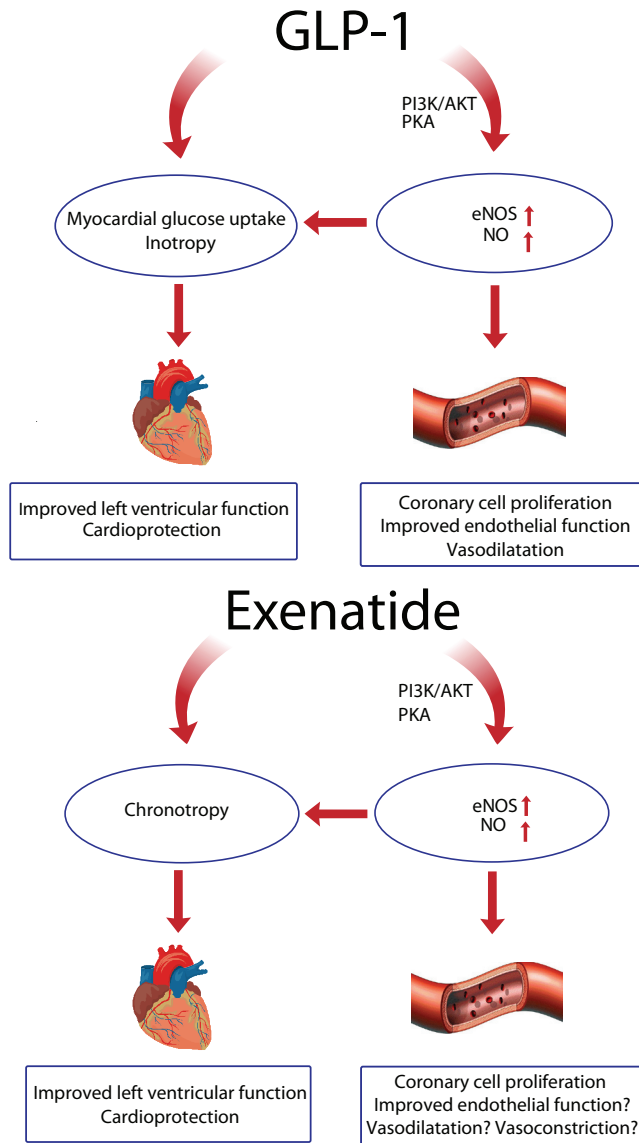 GLP-1
PI3K/AKT
PKA
Myocardial glucose uptake
Inotropy
eNOS
NO
Improved left ventricular function
Cardioprotection
Coronary cell proliferation
Improved endothelial function
Vasodilatation
Exenatide
PI3K/AKT
PKA
Chronotropy
eNOS
NO
Improved left ventricular function
Cardioprotection
Coronary cell proliferation
Improved endothelial function?
Vasodilatation? Vasoconstriction?